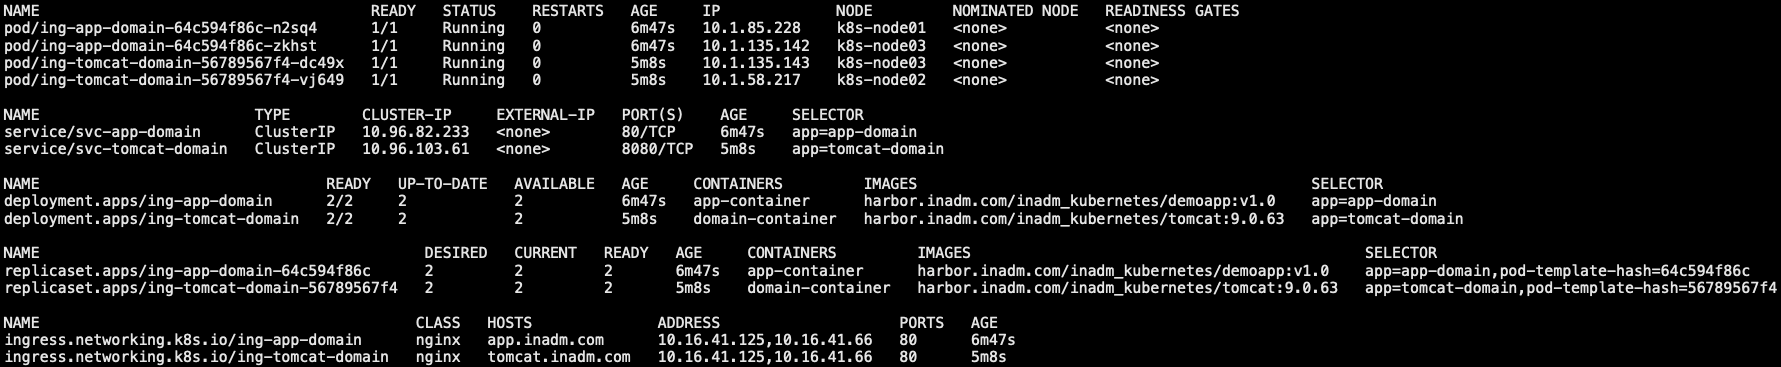 NAME READY STATUS RESTARTS AGE IP NODE NOMINATED NODE READINESS GATES
pod/ing-app-domain-64c594f86c-n2sq4 1/1 Running 0 6m47s 10.1.85.228 k8s-node01 <none> <none>
pod/ing-app-domain-64c594f86c-zkhst 1/1 Running 0 6m47s 10.1.135.142 k8s-node03 <none> <none>
pod/ing-tomcat-domain-56789567f4-dc49x 1/1 Running 0 5m8s 10.1.135.143 k8s-node03 <none> <none>
pod/ing-tomcat-domain-56789567f4-vj649 1/1 Running 0 5m8s 10.1.58.217 k8s-node02 <none> <none>
NAME TYPE CLUSTER-IP EXTERNAL-IP PORT(S) AGE SELECTOR
service/svc-app-domain ClusterIP 10.96.82.233 <none> 80/TCP 6m47s app=app-domain
service/svc-tomcat-domain ClusterIP 10.96.103.61 <none> 8080/TCP 5m8s app=tomcat-domain
NAME READY UP-TO-DATE AVAILABLE AGE CONTAINERS IMAGES SELECTOR
deployment.apps/ing-app-domain 2/2 2 2 6m47s app-container harbor.inadm.com/inadm_kubernetes/demoapp:v1.0 app=app-domain
deployment.apps/ing-tomcat-domain 2/2 2 2 5m8s domain-container harbor.inadm.com/inadm_kubernetes/tomcat:9.0.63 app=tomcat-domain
NAME DESIRED CURRENT READY AGE CONTAINERS IMAGES SELECTOR
replicaset.apps/ing-app-domain-64c594f86c 2 2 2 6m47s app-container harbor.inadm.com/inadm_kubernetes/demoapp:v1.0 app=app-domain,pod-template-hash=64c594f86c
replicaset.apps/ing-tomcat-domain-56789567f4 2 2 2 5m8s domain-container harbor.inadm.com/inadm_kubernetes/tomcat:9.0.63 app=tomcat-domain,pod-template-hash=56789567f4
NAME CLASS HOSTS ADDRESS PORTS AGE
ingress.networking.k8s.io/ing-app-domain nginx app.inadm.com 10.16.41.125,10.16.41.66 80 6m47s
ingress.networking.k8s.io/ing-tomcat-domain nginx tomcat.inadm.com 10.16.41.125,10.16.41.66 80 5m8s